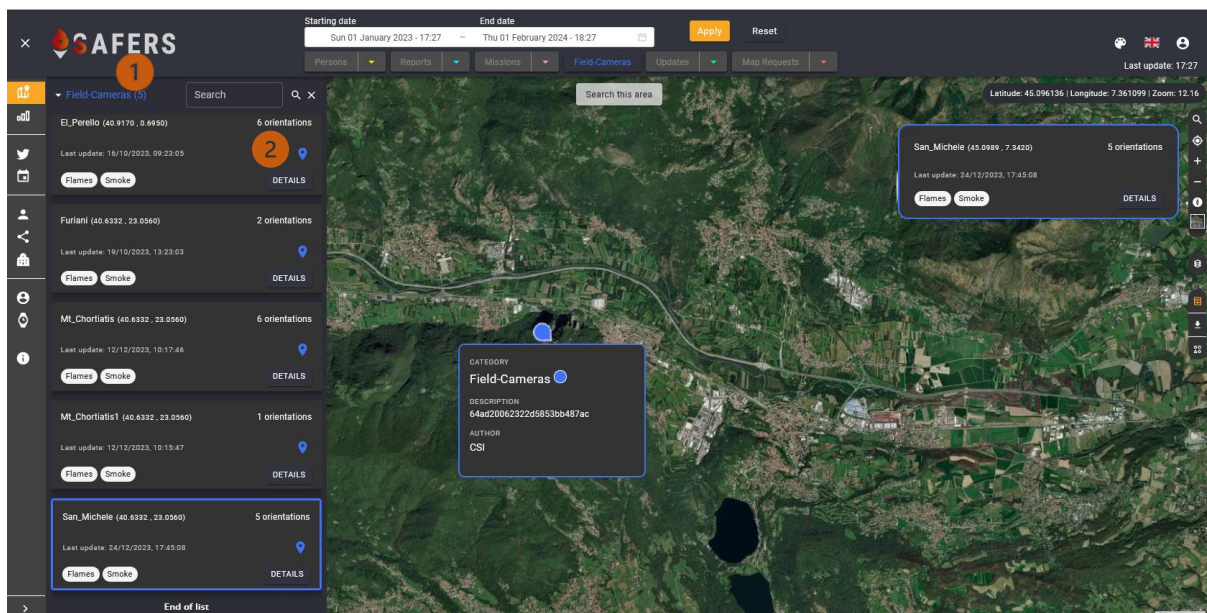 Starting date
End date
Sun 01 January 2023 - 17:27
–
Thu 01 February 2024 - 18:27
Apply
Reset
SAFERS
Persons
Reports
Missions
Field-Cameras
Updates
Map Requests
Last update: 17:27
1
Field-Cameras (5)
Search
Search this area
Latitude: 45.096136 | Longitude: 7.361099 | Zoom: 12.16
El_Perello (40.9170 , 0.6950)
6 orientations
2
Last update: 16/10/2023, 09:23:05
Flames
Smoke
DETAILS
Furiani (40.6332 , 23.0560)
2 orientations
Last update: 19/10/2023, 13:23:03
Flames
Smoke
DETAILS
Mt_Chortiatis (40.6332 , 23.0560)
6 orientations
Last update: 12/12/2023, 10:17:46
Flames
Smoke
DETAILS
Mt_Chortiatis1 (40.6332 , 23.0560)
1 orientations
Last update: 12/12/2023, 10:15:47
Flames
Smoke
DETAILS
San_Michele (40.6332 , 23.0560)
5 orientations
Last update: 24/12/2023, 17:45:08
Flames
Smoke
DETAILS
End of list
CATEGORY
Field-Cameras
DESCRIPTION
64ad20062322d5853bb487ac
AUTHOR
CSI
San_Michele (45.0989 , 7.3420)
5 orientations
Last update: 24/12/2023, 17:45:08
Flames
Smoke
DETAILS